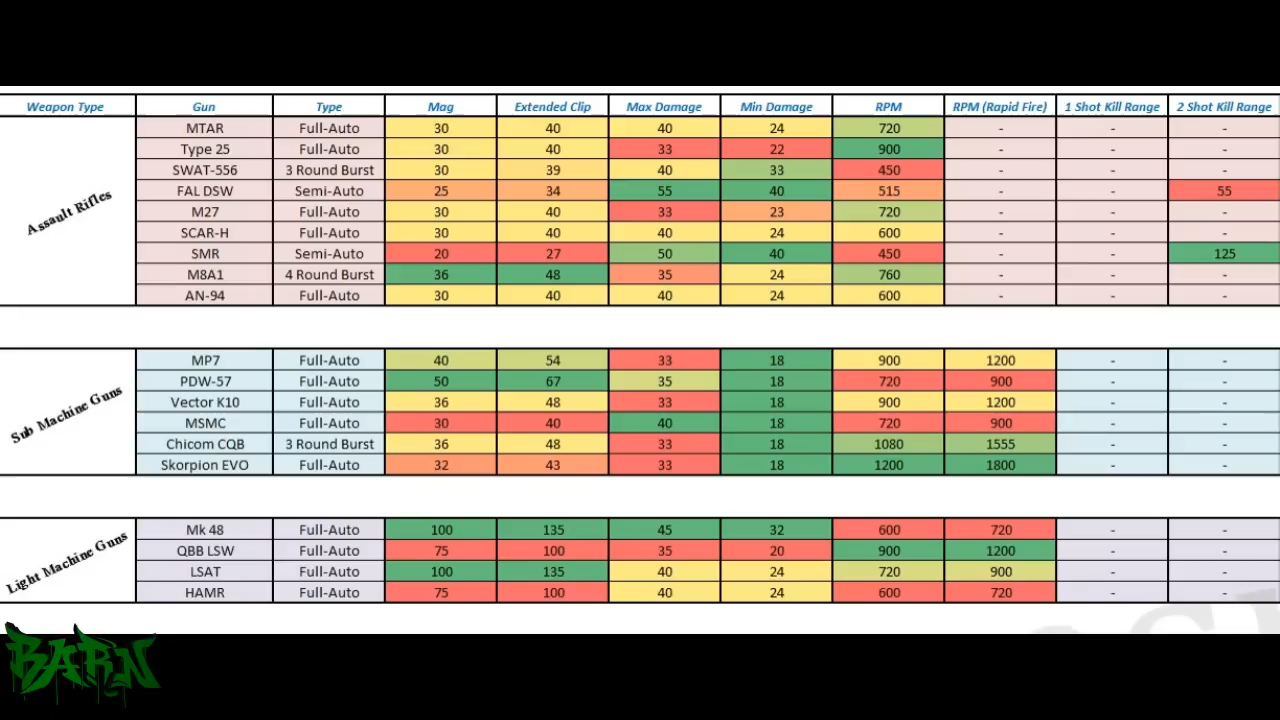 Weapon Type Gun Type Mag Extended Clip Max Damage Min Damage RPM RPM (Rapid Fire) 1 Shot Kill Range 2 Shot Kill Range
Assault Rifles
MTAR Full-Auto 30 40 40 24 720 - - -
Type 25 Full-Auto 30 40 33 22 900 - - -
SWAT-556 3 Round Burst 30 39 40 33 450 - - -
FAL DSW Semi-Auto 25 34 55 40 515 - - 55
M27 Full-Auto 30 40 33 23 720 - - -
SCAR-H Full-Auto 30 40 40 24 600 - - -
SMR Semi-Auto 20 27 50 40 450 - - 125
M8A1 4 Round Burst 36 48 35 24 760 - - -
AN-94 Full-Auto 30 40 40 24 600 - - -
Sub Machine Guns
MP7 Full-Auto 40 54 33 18 900 1200 - -
PDW-57 Full-Auto 50 67 35 18 720 900 - -
Vector K10 Full-Auto 36 48 33 18 900 1200 - -
MSMC Full-Auto 30 40 40 18 720 900 - -
Chicom CQB 3 Round Burst 36 48 33 18 1080 1555 - -
Skorpion EVO Full-Auto 32 43 33 18 1200 1800 - -
Light Machine Guns
Mk 48 Full-Auto 100 135 45 32 600 720 - -
QBB LSW Full-Auto 75 100 35 20 900 1200 - -
LSAT Full-Auto 100 135 40 24 720 900 - -
HAMR Full-Auto 75 100 40 24 600 720 - -
BARN